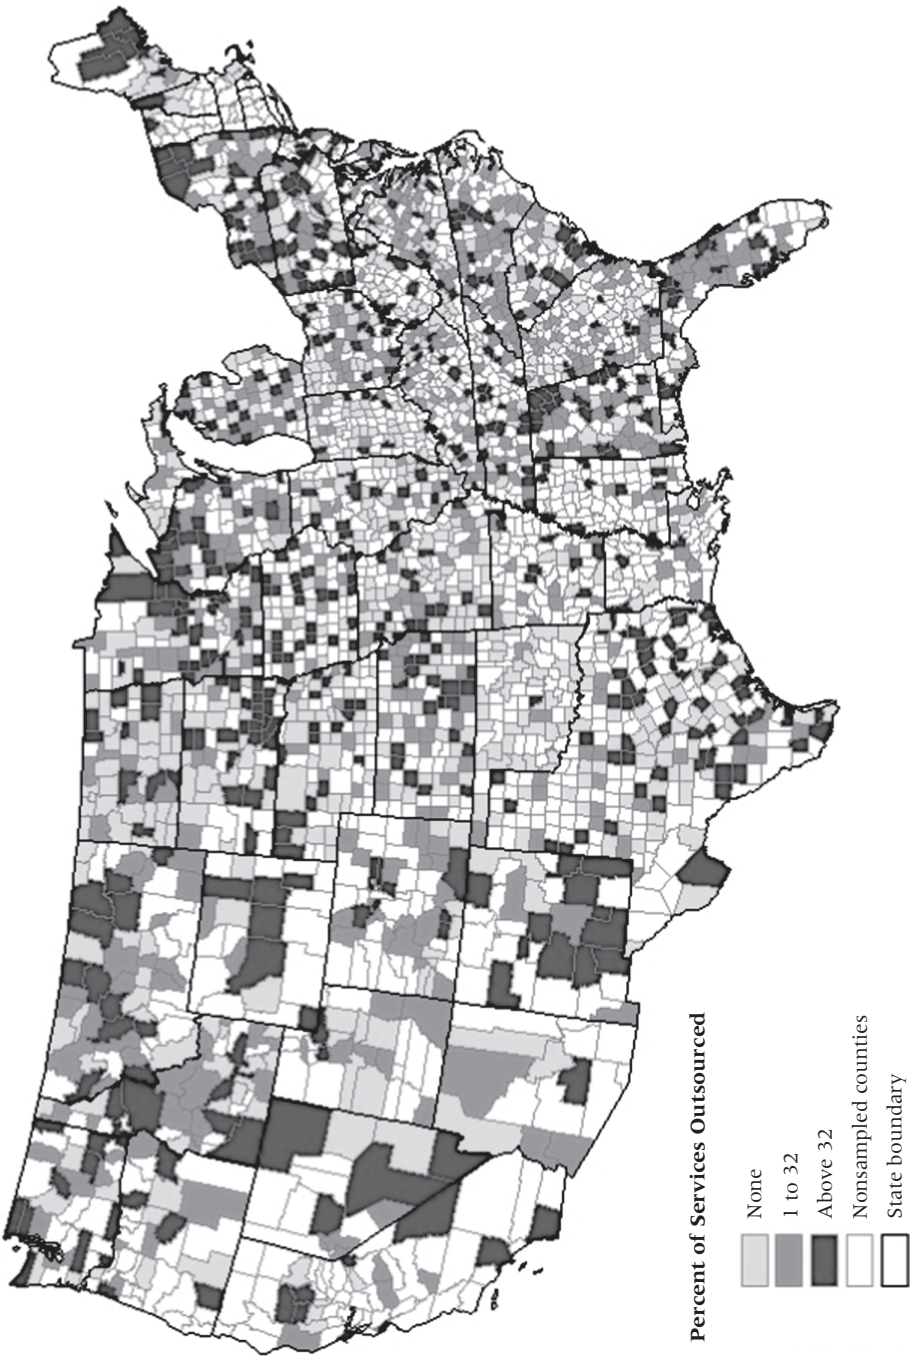 Percent of Services Outsourced
None
1 to 32
Above 32
Nonsampled counties
State boundary